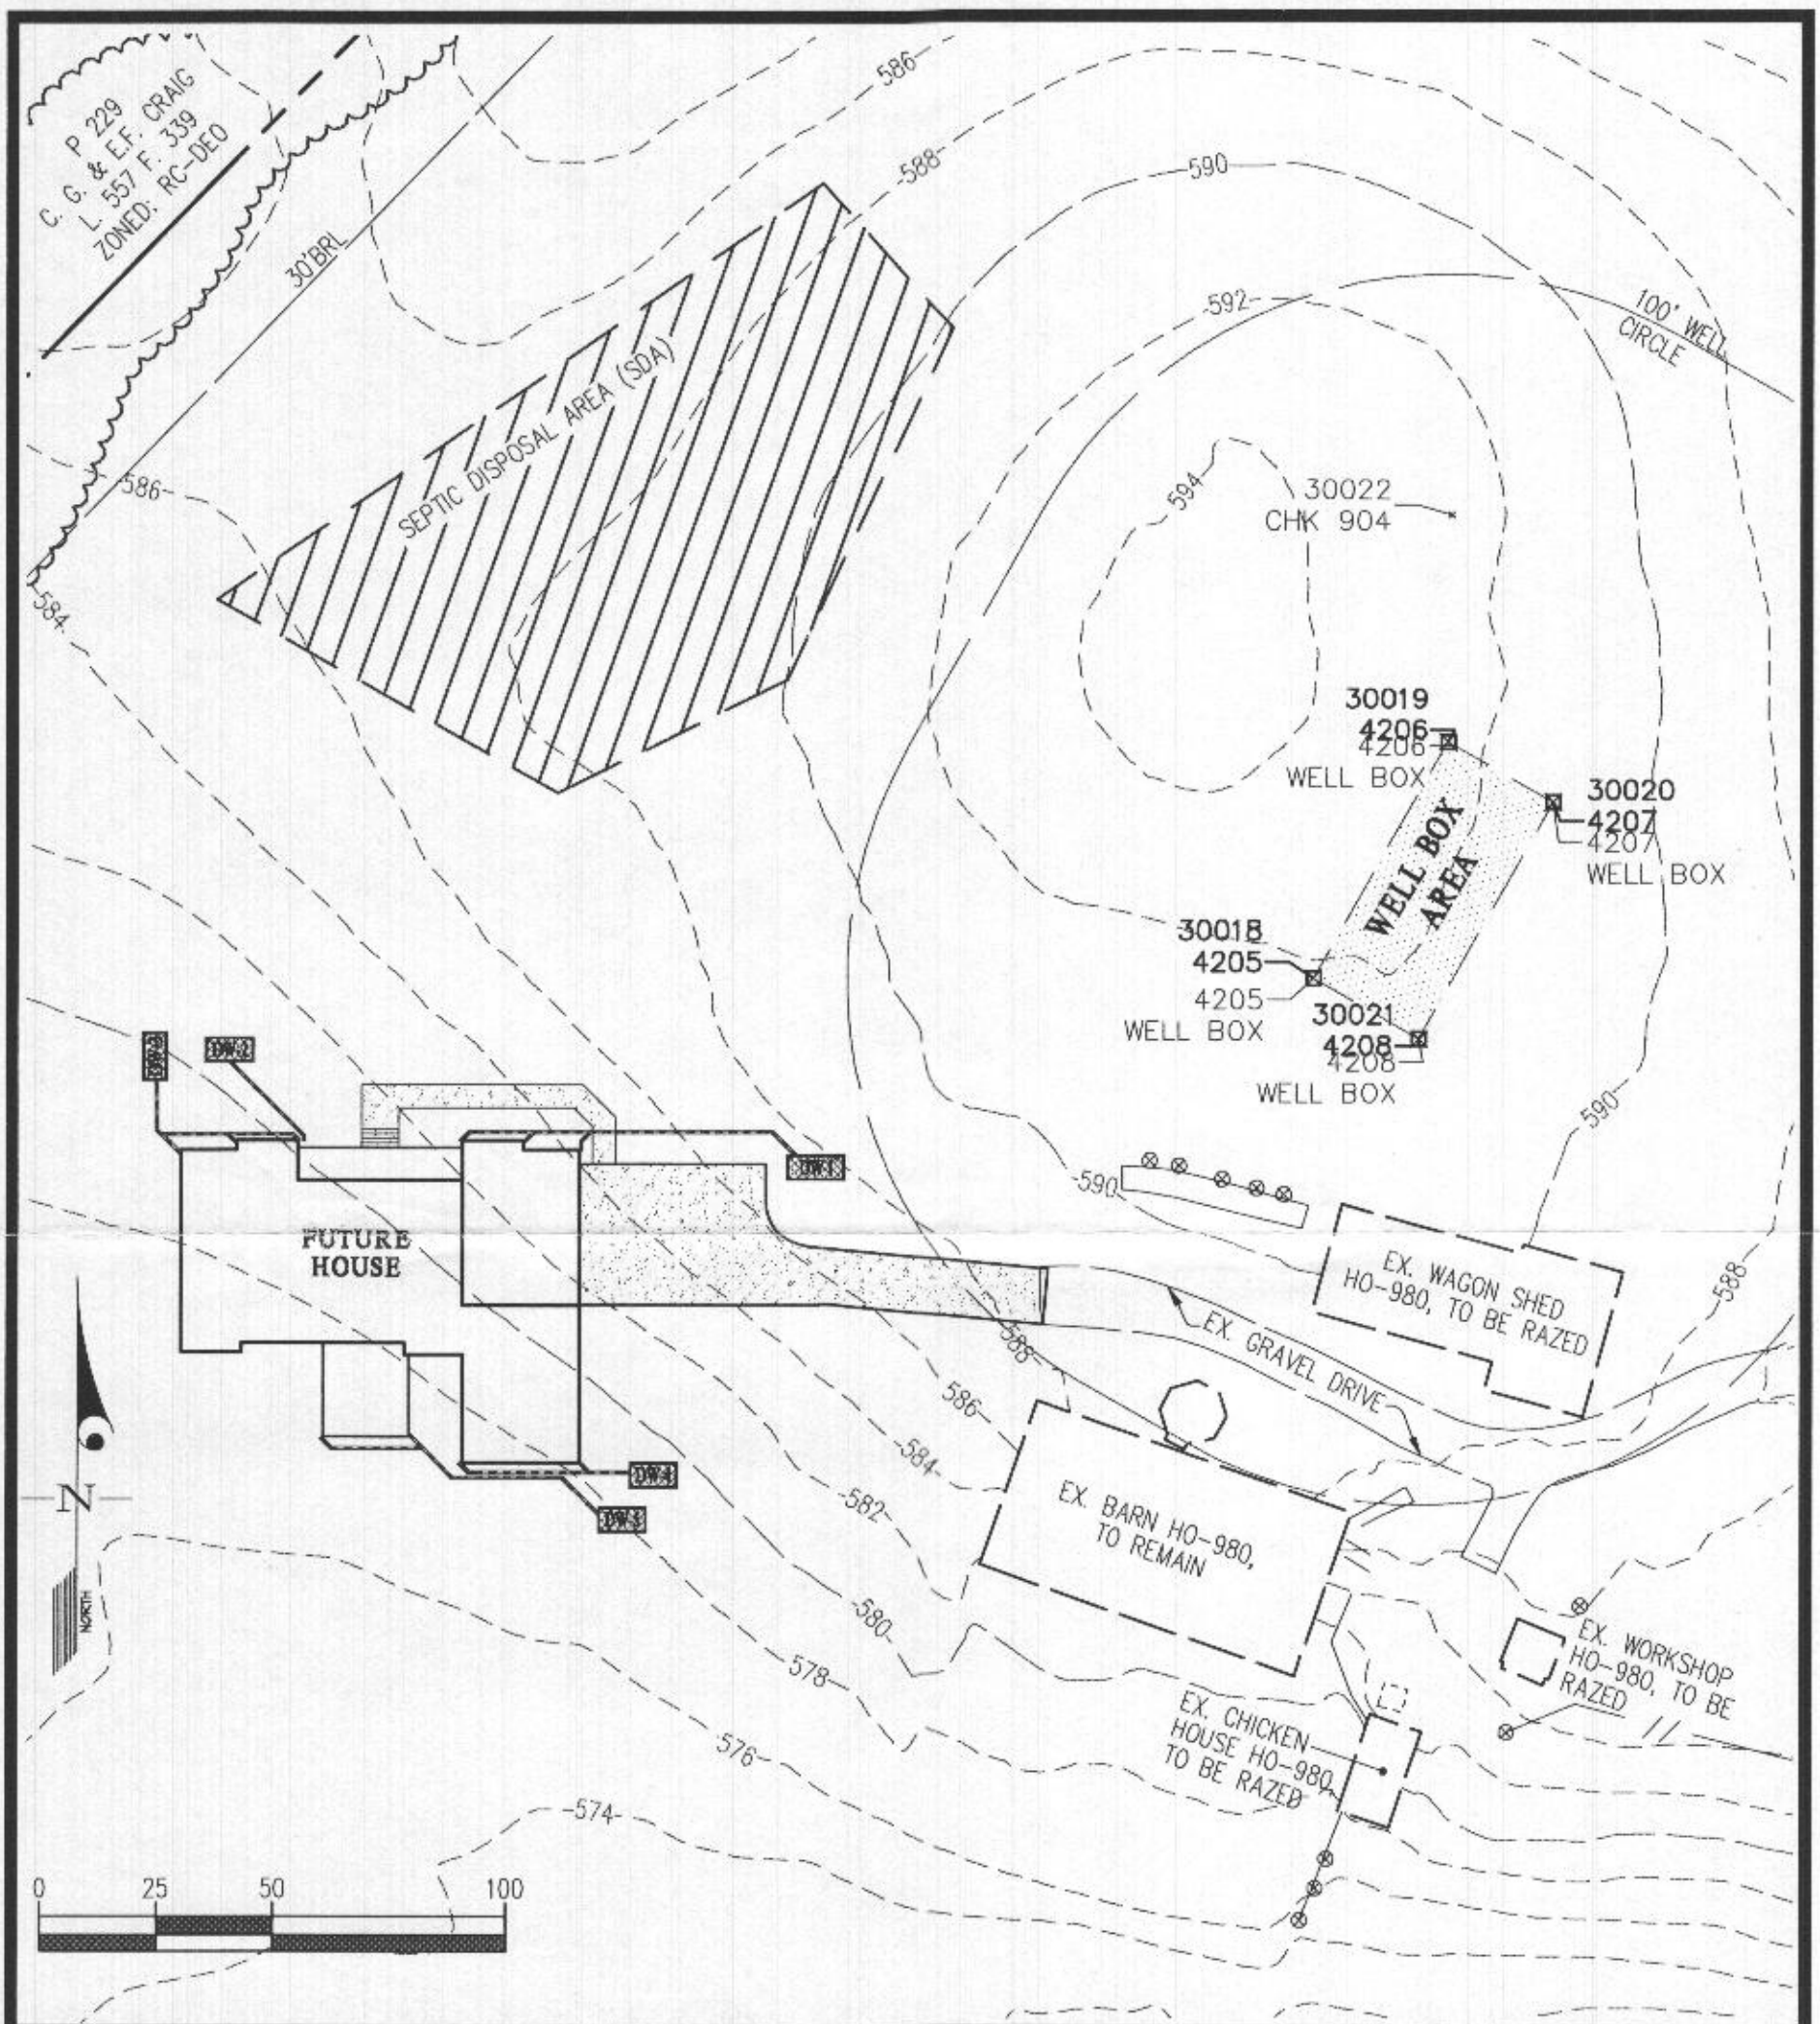 P. 229
C. G. & E.F. CRAIG
L. 557 F. 339
ZONED: RC-DEO
30'BRL
-586-
-588-
-590-
-592-
100' WELL
CIRCLE
SEPTIC DISPOSAL AREA (SDA)
-586-
-584-
594-
30022
CHK 904
30019
4206
4206
WELL BOX
30020
4207
4207
WELL BOX
WELL BOX
AREA
30018
4205
4205
WELL BOX
30021
4208
4208
WELL BOX
-590-
DW-2
DW-1
-590-
FUTURE
HOUSE
EX. WAGON SHED
HO-980, TO BE RAZED
-588-
EX. GRAVEL DRIVE
-588-
-586-
-584-
-582-
-580-
-578-
-576-
-574-
DW-4
DW-3
N
NORTH
EX. BARN HO-980,
TO REMAIN
EX. WORKSHOP
HO-980, TO BE
RAZED
EX. CHICKEN
HOUSE HO-980,
TO BE RAZED
0 25 50 100